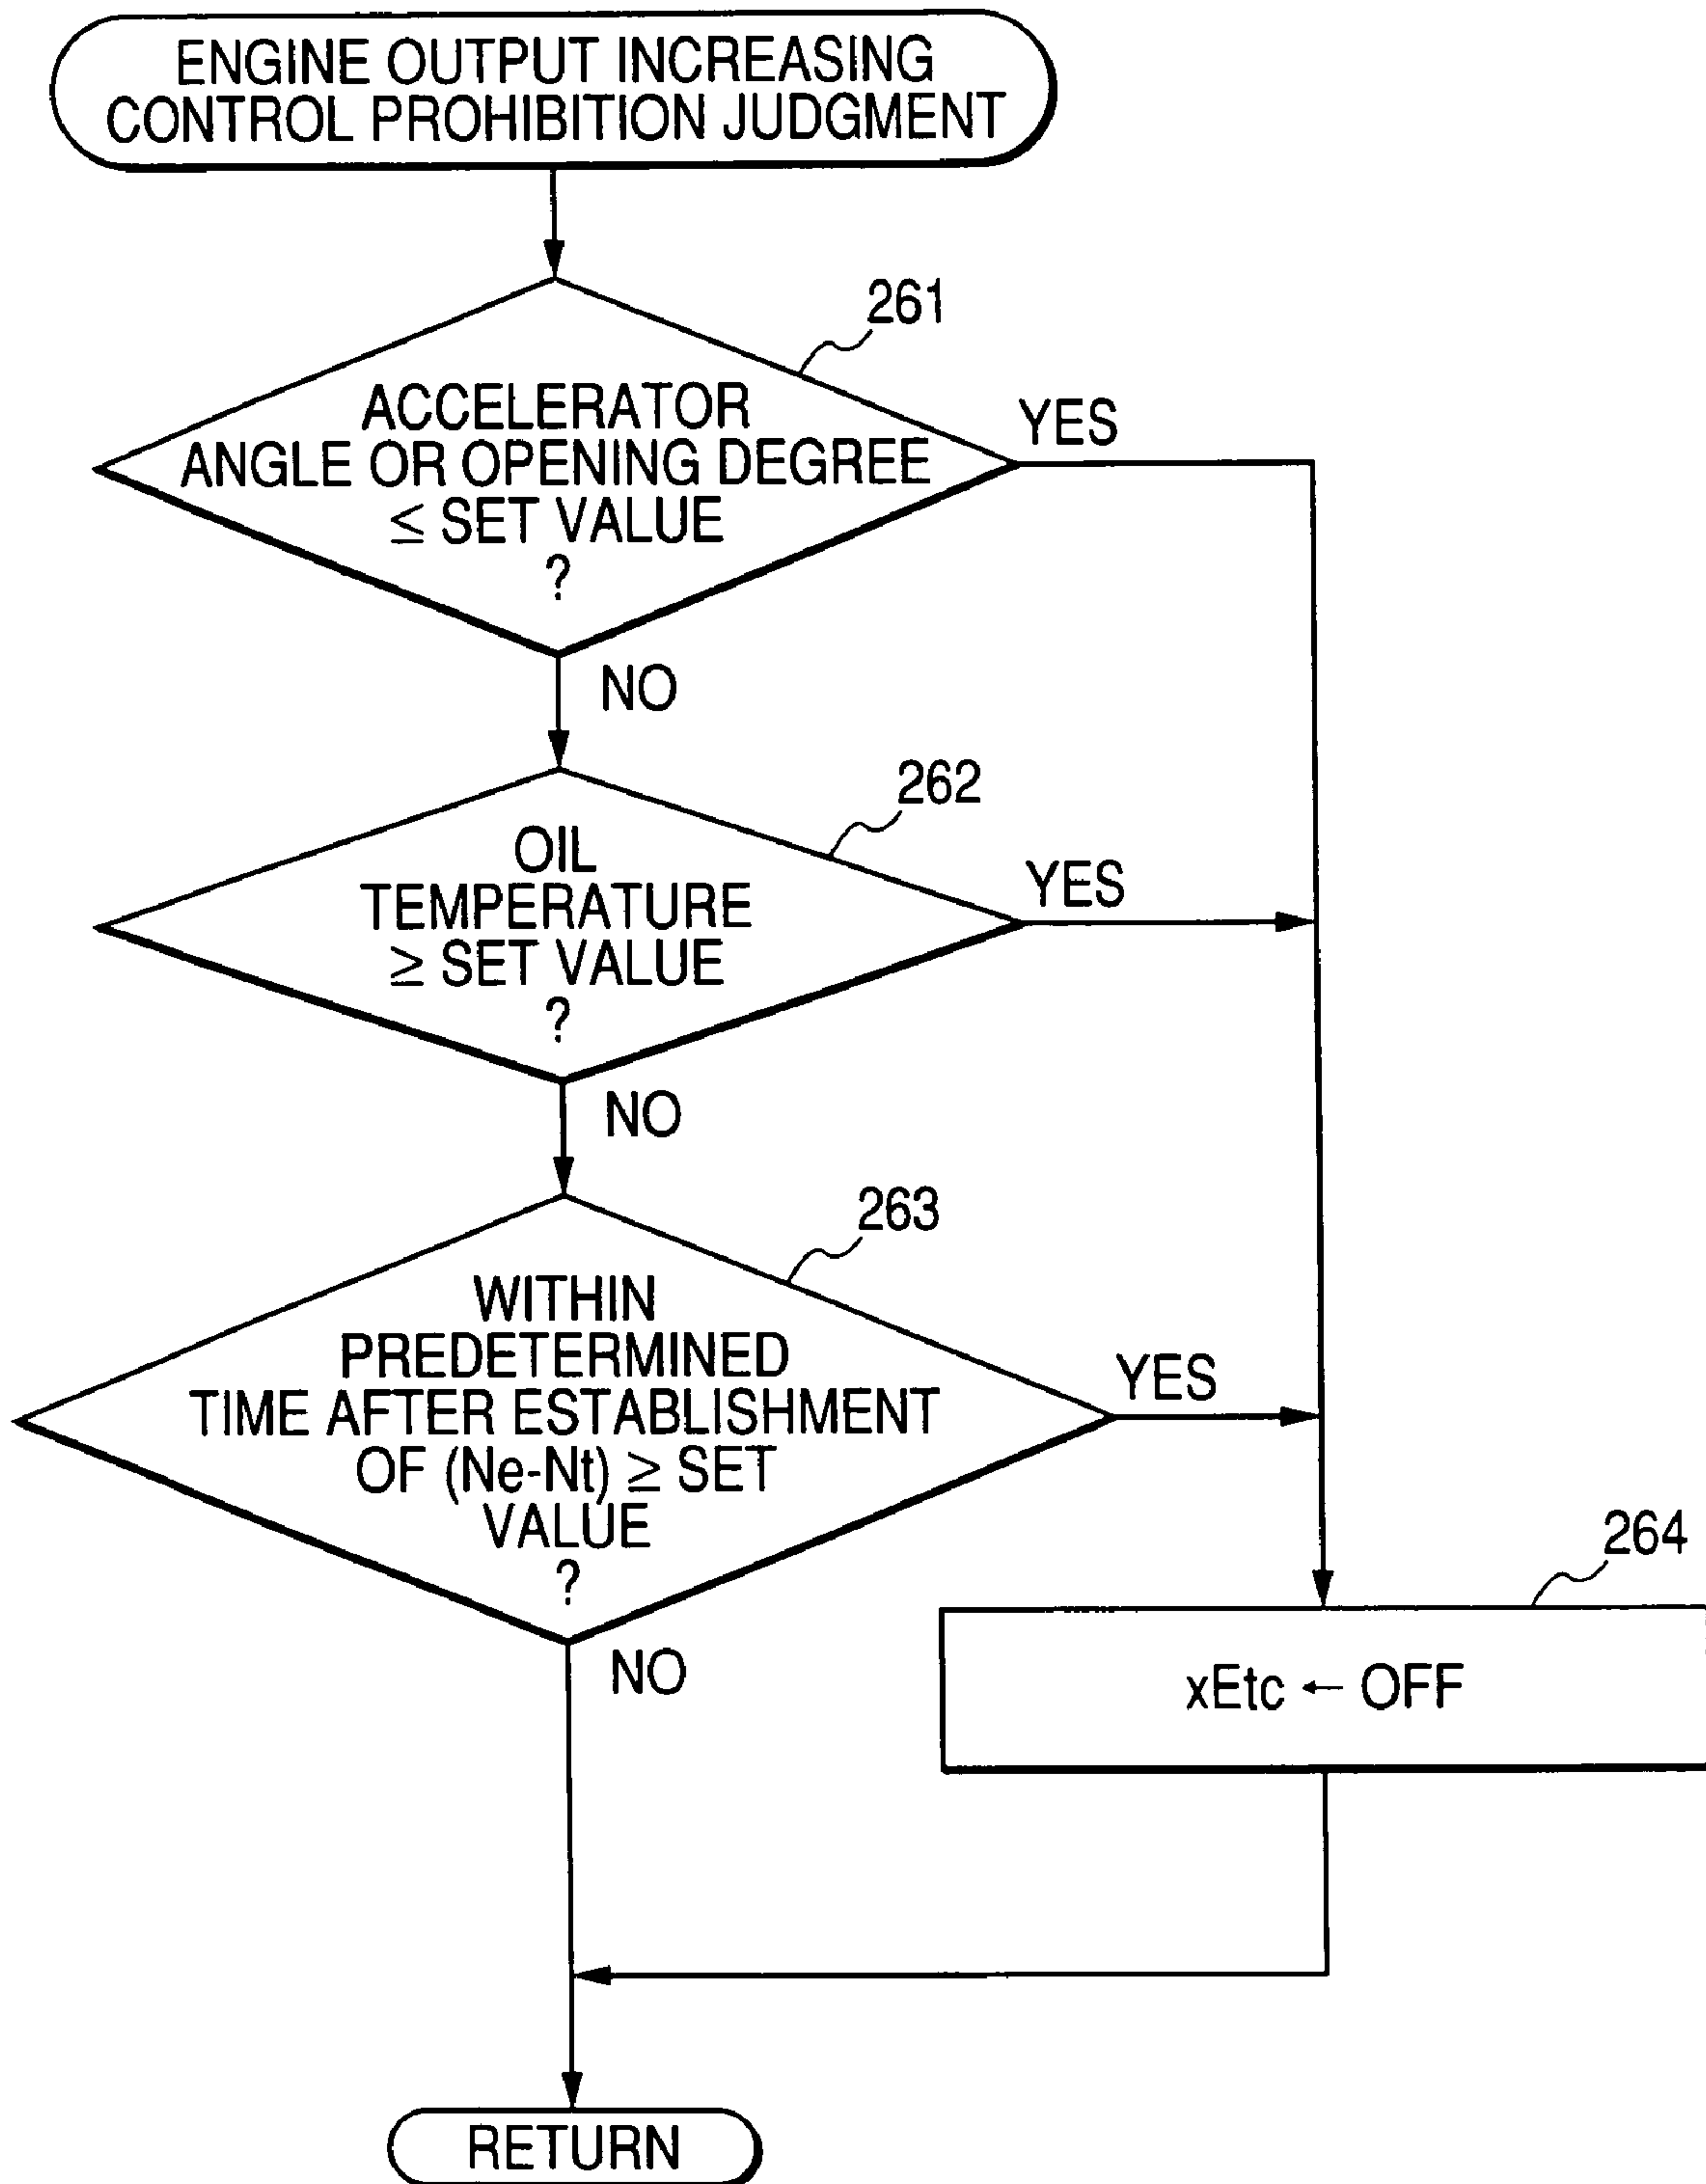 ENGINE OUTPUT INCREASING
CONTROL PROHIBITION JUDGMENT
261
ACCELERATOR
ANGLE OR OPENING DEGREE
≤ SET VALUE
?
YES
NO
262
OIL
TEMPERATURE
≥ SET VALUE
?
YES
NO
263
WITHIN
PREDETERMINED
TIME AFTER ESTABLISHMENT
OF (Ne-Nt) ≥ SET
VALUE
?
YES
NO
264
xEtc ← OFF
RETURN